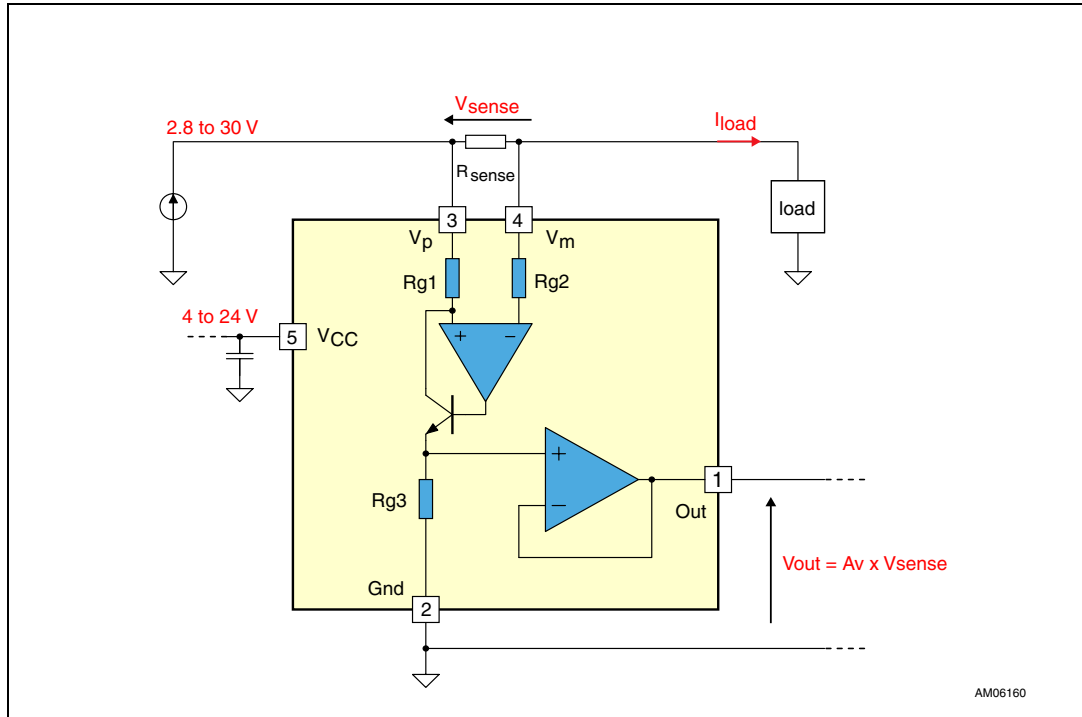 Vsense
2.8 to 30 V
Iload
Rsense
load
3
4
Vp
Vm
Rg1
Rg2
4 to 24 V
5
VCC
+
−
+
−
1
Rg3
Out
Vout = Av x Vsense
Gnd
2
AM06160